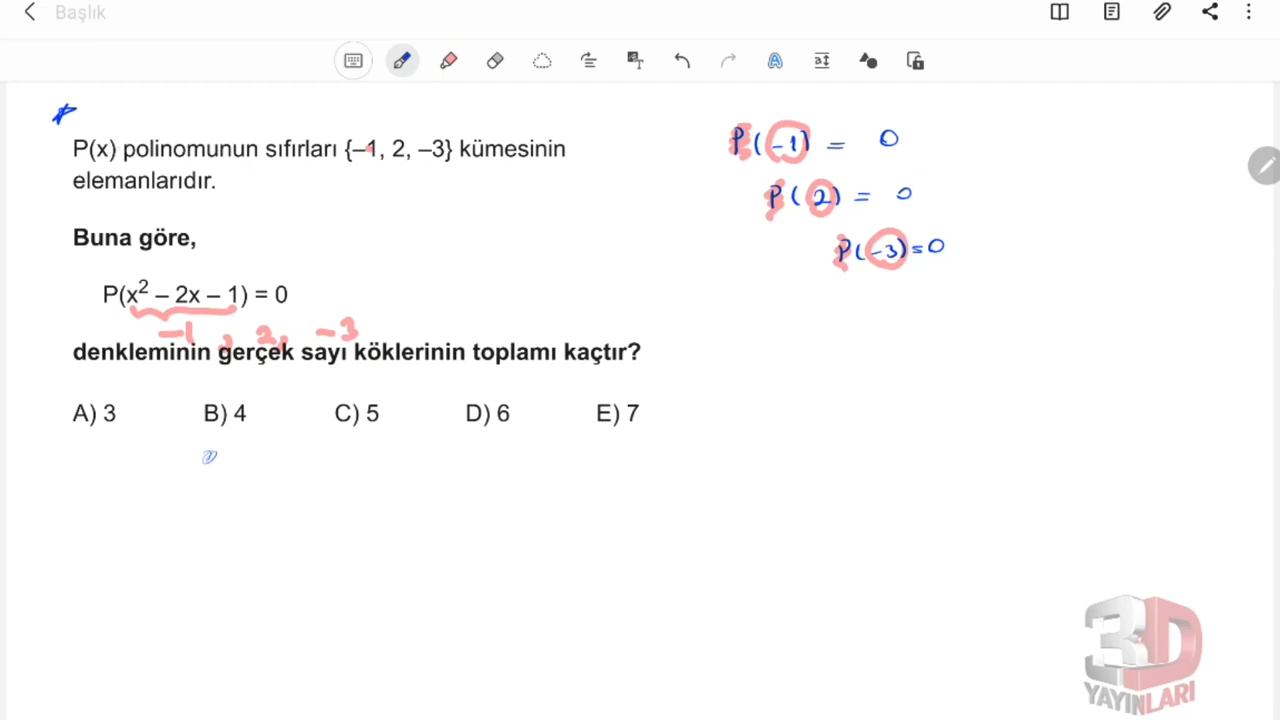 Başlık
P(x) polinomunun sıfırları {–1, 2, –3} kümesinin
elemanlarıdır.
Buna göre,
P(x² – 2x – 1) = 0
-1 , 2, -3
denkleminin gerçek sayı köklerinin toplamı kaçtır?
A) 3 B) 4 C) 5 D) 6 E) 7
P(-1) = 0
P(2) = 0
P(-3)=0
3D
YAYINLARI